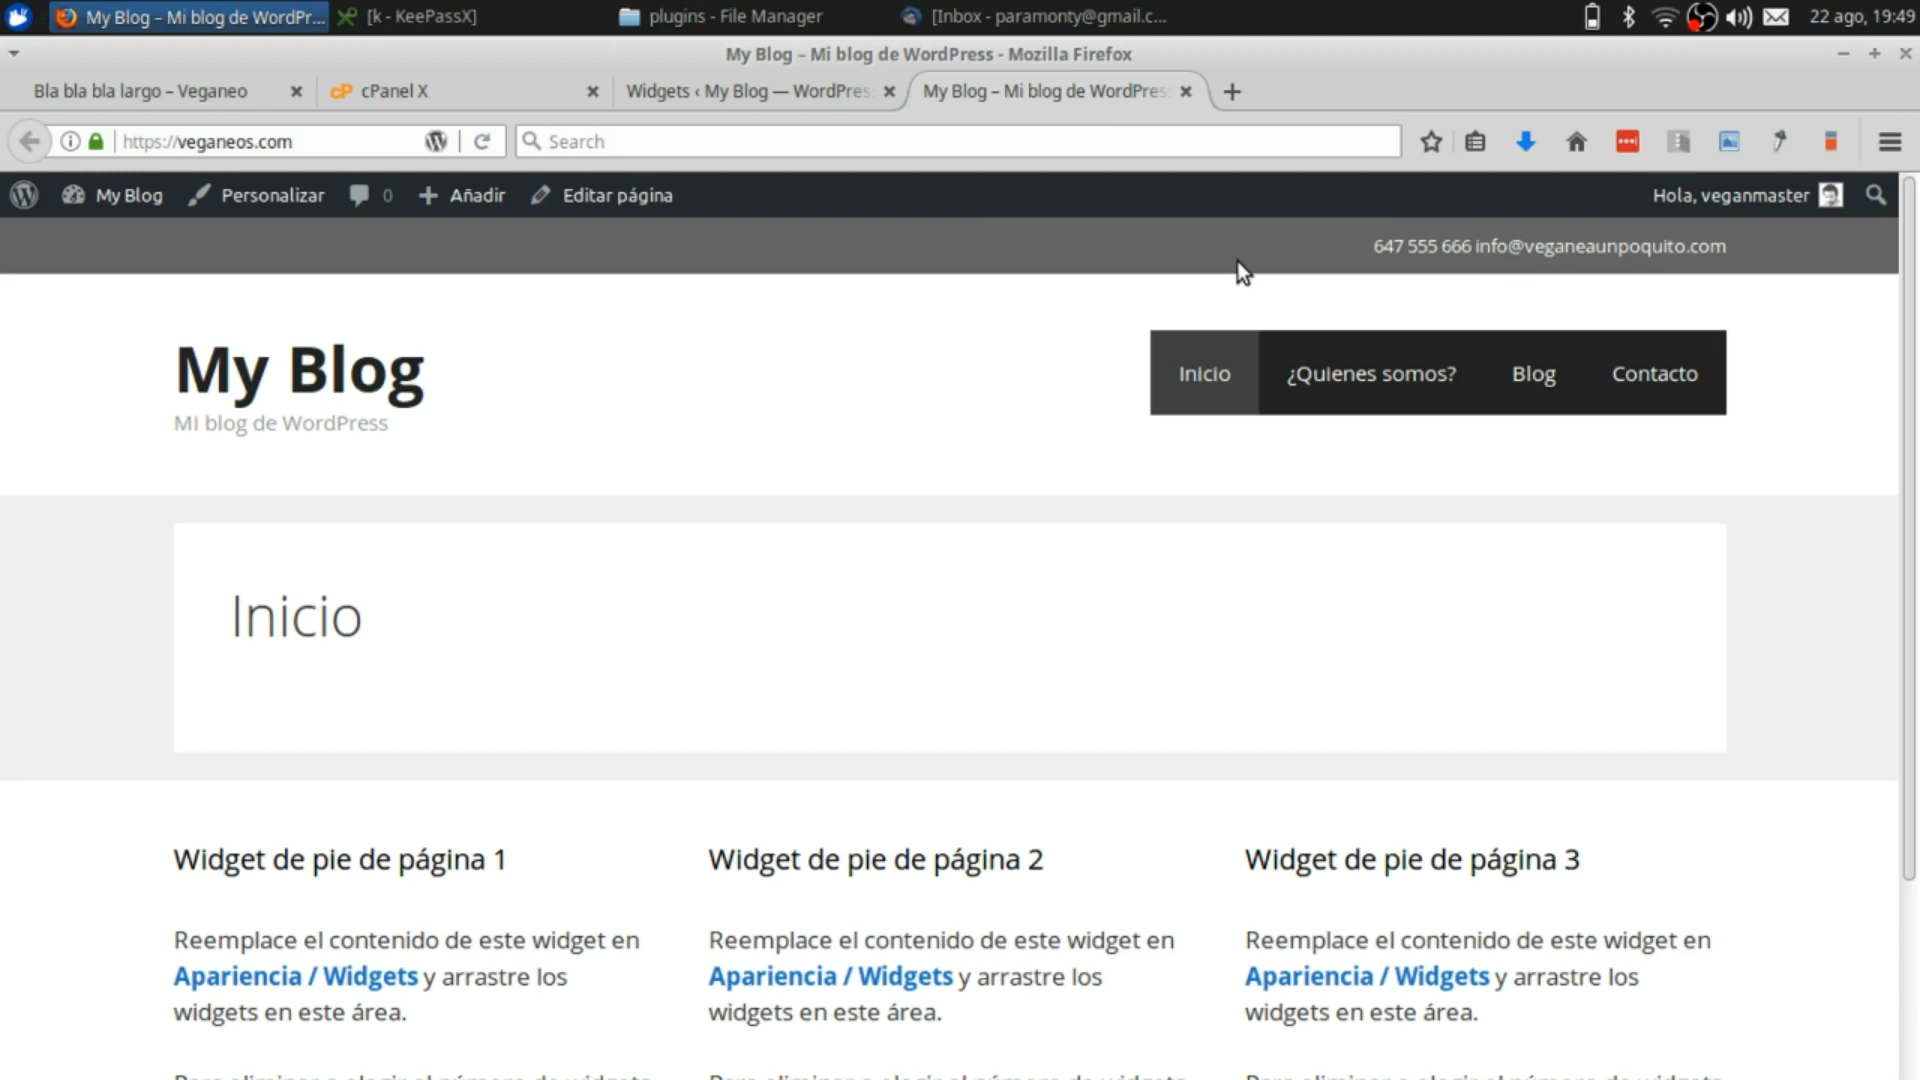 My Blog – Mi blog de WordPr... [k - KeePassX] plugins - File Manager [Inbox - paramonty@gmail.c... 22 ago, 19:49
My Blog – Mi blog de WordPress - Mozilla Firefox
Bla bla bla largo – Veganeo cP cPanel X Widgets ‹ My Blog — WordPres My Blog – Mi blog de WordPres
https://veganeos.com Search
My Blog Personalizar 0 Añadir Editar página Hola, veganmaster
647 555 666 info@veganeaunpoquito.com
My Blog
MI blog de WordPress
Inicio ¿Quienes somos? Blog Contacto
Inicio
Widget de pie de página 1
Reemplace el contenido de este widget en
Apariencia / Widgets y arrastre los
widgets en este área.
Widget de pie de página 2
Reemplace el contenido de este widget en
Apariencia / Widgets y arrastre los
widgets en este área.
Widget de pie de página 3
Reemplace el contenido de este widget en
Apariencia / Widgets y arrastre los
widgets en este área.